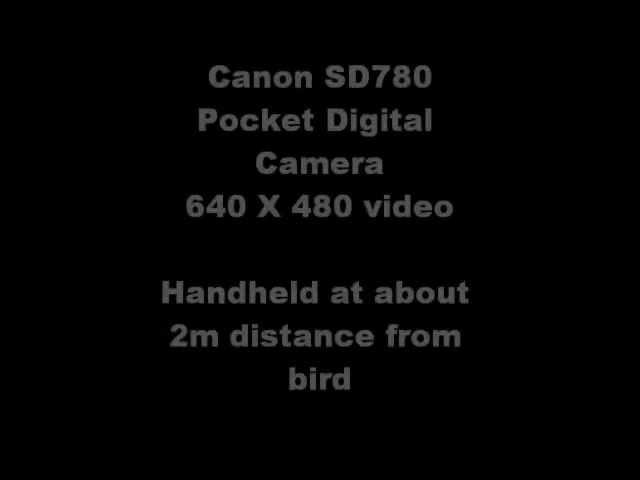 Canon SD780
Pocket Digital
Camera
640 X 480 video
Handheld at about
2m distance from
bird